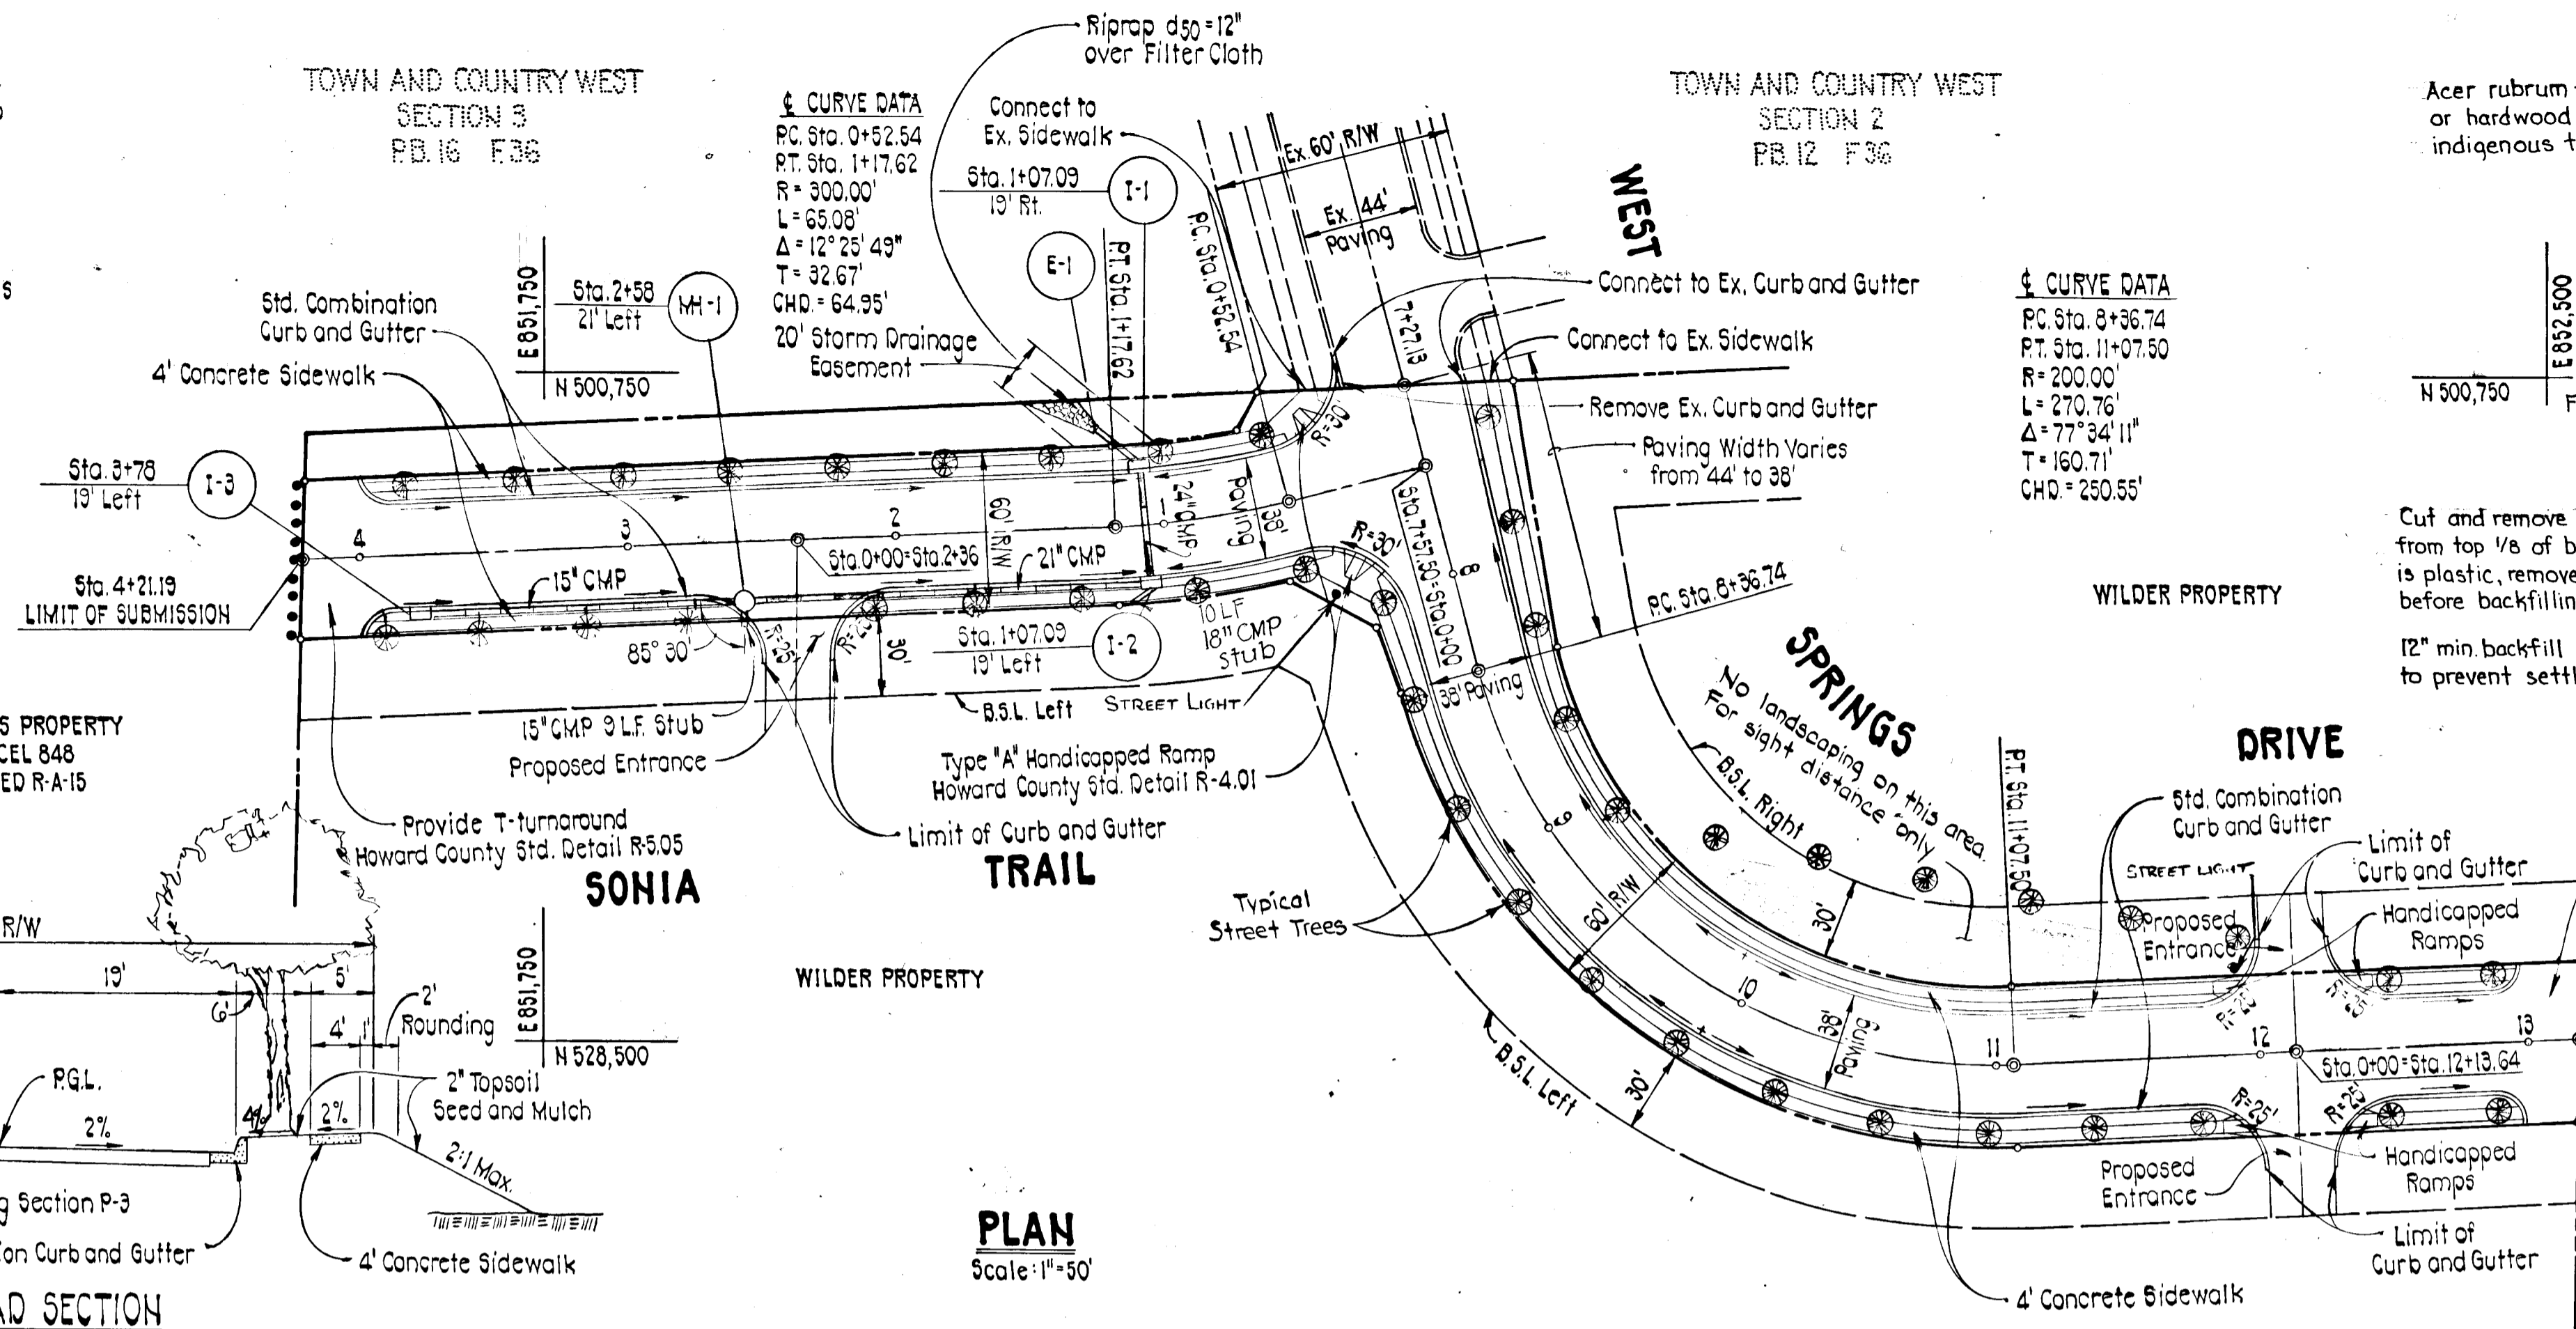 Riprap d50=12"
over Filter Cloth
TOWN AND COUNTRY WEST
SECTION 3
P.B. 16 F.36
₵ CURVE DATA
P.C. Sta. 0+52.54
P.T. Sta. 1+17.62
R = 300.00'
L = 65.08'
Δ = 12° 25' 49"
T = 32.67'
CHD. = 64.95'
Connect to
Ex. Sidewalk
Sta. 1+07.09
19' Rt.
I-1
E-1
P.T. Sta. 1+17.62
P.C. Sta. 0+52.54
Ex. 60' R/W
Ex. 44'
Paving
7+27.13
TOWN AND COUNTRY WEST
SECTION 2
P.B. 12 F 36
WEST
Acer rubrum
or hardwood
indigenous t
S
Std. Combination
Curb and Gutter
4' Concrete Sidewalk
E 851,750
N 500,750
Sta. 2+58
21' Left
MH-1
20' Storm Drainage
Easement
Connect to Ex. Curb and Gutter
Connect to Ex. Sidewalk
Remove Ex. Curb and Gutter
Paving Width Varies
from 44' to 38'
₵ CURVE DATA
P.C. Sta. 8+36.74
P.T. Sta. 11+07.50
R = 200.00'
L = 270.76'
Δ = 77°34'11"
T = 160.71'
CHD. = 250.55'
E 852,500
N 500,750
F
Sta. 3+78
19' Left
I-3
R=30'
4
3
2
1
Sta. 0+00=Sta. 2+36
60' R/W
24" CMP
38'
Paving
R=30'
Sta. 7+57.50=Sta. 0+00
8
Sta. 4+21.19
LIMIT OF SUBMISSION
15" CMP
21" CMP
85° 30'
R=25'
R=25'
30'
Sta. 1+07.09
19' Left
I-2
10 LF
18" CMP
Stub
P.C. Sta. 8+36.74
38' Paving
Cut and remove
from top 1/8 of b
is plastic, remove
before backfillin
12" min. backfill
to prevent settl
WILDER PROPERTY
B.S.L. Left
STREET LIGHT
15" CMP 9 L.F. Stub
Proposed Entrance
Type "A" Handicapped Ramp
Howard County Std. Detail R-4.01
Limit of Curb and Gutter
S PROPERTY
CEL 848
ED R-A-15
Provide T-turnaround
Howard County Std. Detail R-5.05
SONIA
TRAIL
SPRINGS
No landscaping on this area.
For sight distance only
B.S.L. Right
DRIVE
P.T. Sta. 11+07.50
Std. Combination
Curb and Gutter
STREET LIGHT
Limit of
Curb and Gutter
Handicapped
Ramps
Proposed
Entrance
Typical
Street Trees
9
60' R/W
30'
10
38'
Paving
11
12
13
R=25'
R=25'
Sta. 0+00=Sta. 12+13.64
R=25'
R=25'
Handicapped
Ramps
Proposed
Entrance
Limit of
Curb and Gutter
4' Concrete Sidewalk
B.S.L. Left
30'
R/W
19'
5'
6'
4'
1'
2'
Rounding
E 851,750
N 528,500
WILDER PROPERTY
P.G.L.
2%
4%
2%
2" Topsoil
Seed and Mulch
2:1 Max.
g Section P-3
ion Curb and Gutter
4' Concrete Sidewalk
AD SECTION
PLAN
Scale: 1"=50'